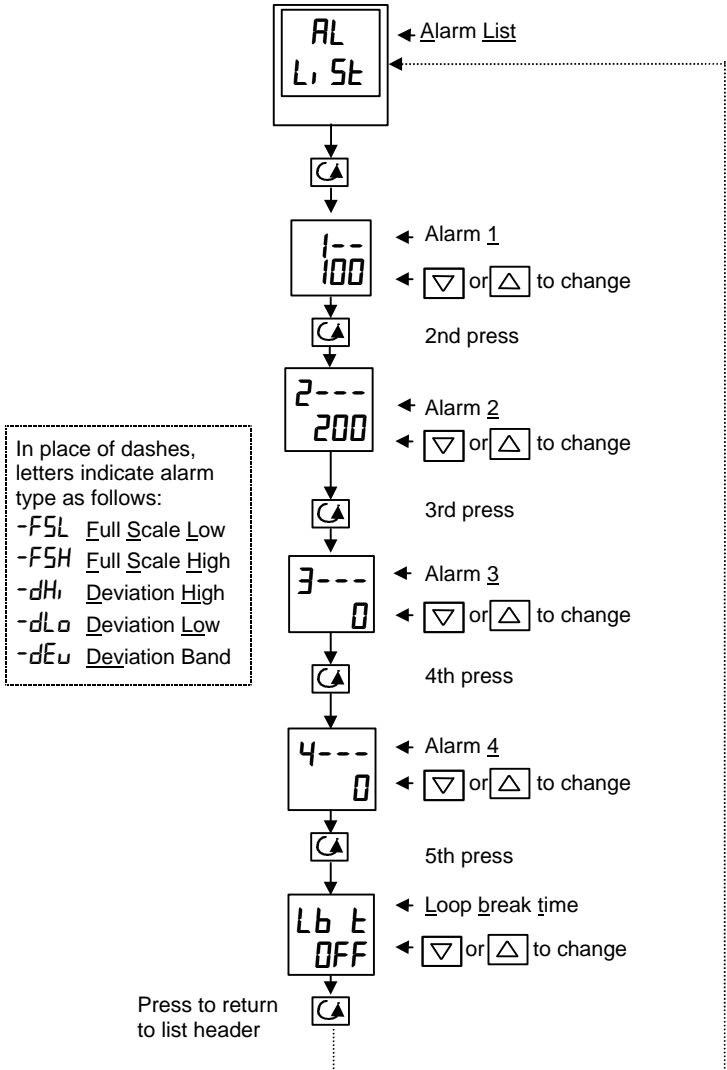 AL
Alarm List
LiSt
1--
Alarm 1
100
or to change
2nd press
2---
Alarm 2
200
or to change
In place of dashes,
letters indicate alarm
type as follows:
-FSL Full Scale Low
-FSH Full Scale High
-dHi Deviation High
-dLo Deviation Low
-dEv Deviation Band
3rd press
3---
Alarm 3
0
or to change
4th press
4---
Alarm 4
0
or to change
5th press
Lb t
Loop break time
OFF
or to change
Press to return
to list header